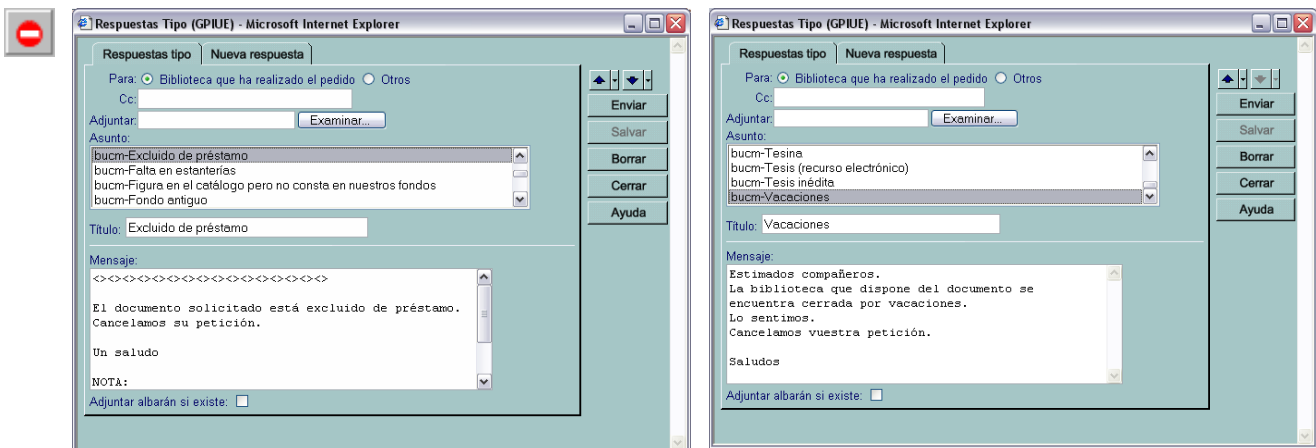 Respuestas Tipo (GPIUE) - Microsoft Internet Explorer
Respuestas tipo Nueva respuesta
Para: Biblioteca que ha realizado el pedido Otros
Cc:
Adjuntar: Examinar...
Asunto:
bucm-Excluido de préstamo
bucm-Falta en estanterías
bucm-Figura en el catálogo pero no consta en nuestros fondos
bucm-Fondo antiguo
Título: Excluido de préstamo
Mensaje:
<><><><><><><><><><><><><><><><>
El documento solicitado está excluido de préstamo.
Cancelamos su petición.
Un saludo
NOTA:
Adjuntar albarán si existe:
Enviar
Salvar
Borrar
Cerrar
Ayuda
Respuestas Tipo (GPIUE) - Microsoft Internet Explorer
Respuestas tipo Nueva respuesta
Para: Biblioteca que ha realizado el pedido Otros
Cc:
Adjuntar: Examinar...
Asunto:
bucm-Tesina
bucm-Tesis (recurso electrónico)
bucm-Tesis inédita
bucm-Vacaciones
Título: Vacaciones
Mensaje:
Estimados compañeros.
La biblioteca que dispone del documento se
encuentra cerrada por vacaciones.
Lo sentimos.
Cancelamos vuestra petición.
Saludos
Adjuntar albarán si existe:
Enviar
Salvar
Borrar
Cerrar
Ayuda